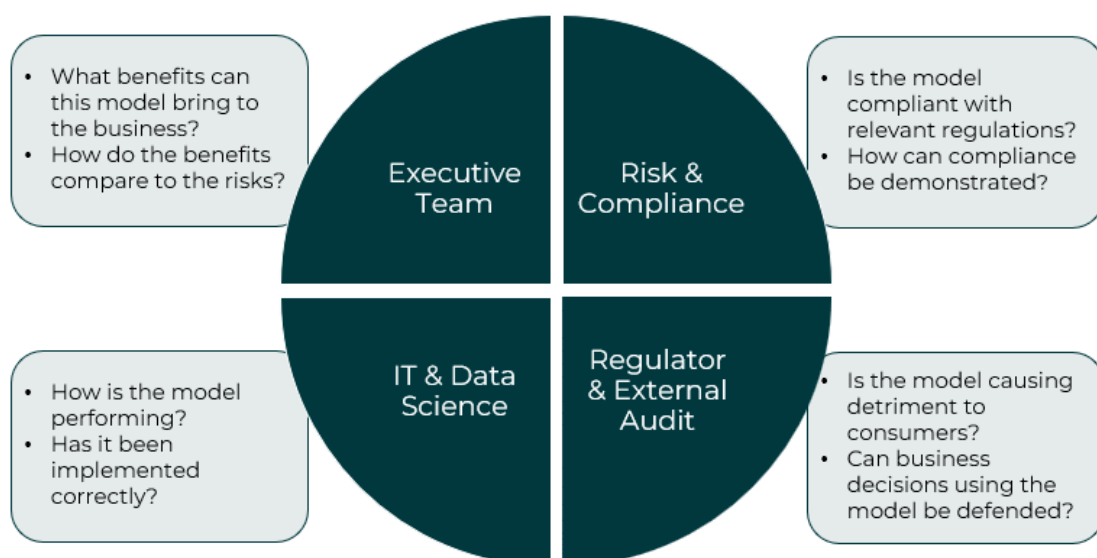 • What benefits can
this model bring to
the business?
• How do the benefits
compare to the risks?
Executive
Team
Risk &
Compliance
• Is the model
compliant with
relevant regulations?
• How can compliance
be demonstrated?
• How is the model
performing?
• Has it been
implemented
correctly?
IT & Data
Science
Regulator
& External
Audit
• Is the model causing
detriment to
consumers?
• Can business
decisions using the
model be defended?